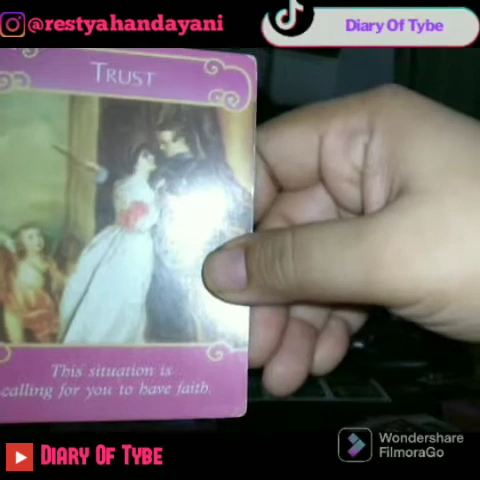 @restyahandayani
Diary Of Tybe
TRUST
This situation is
calling for you to have faith.
DIARY OF TYBE
Wondershare
FilmoraGo